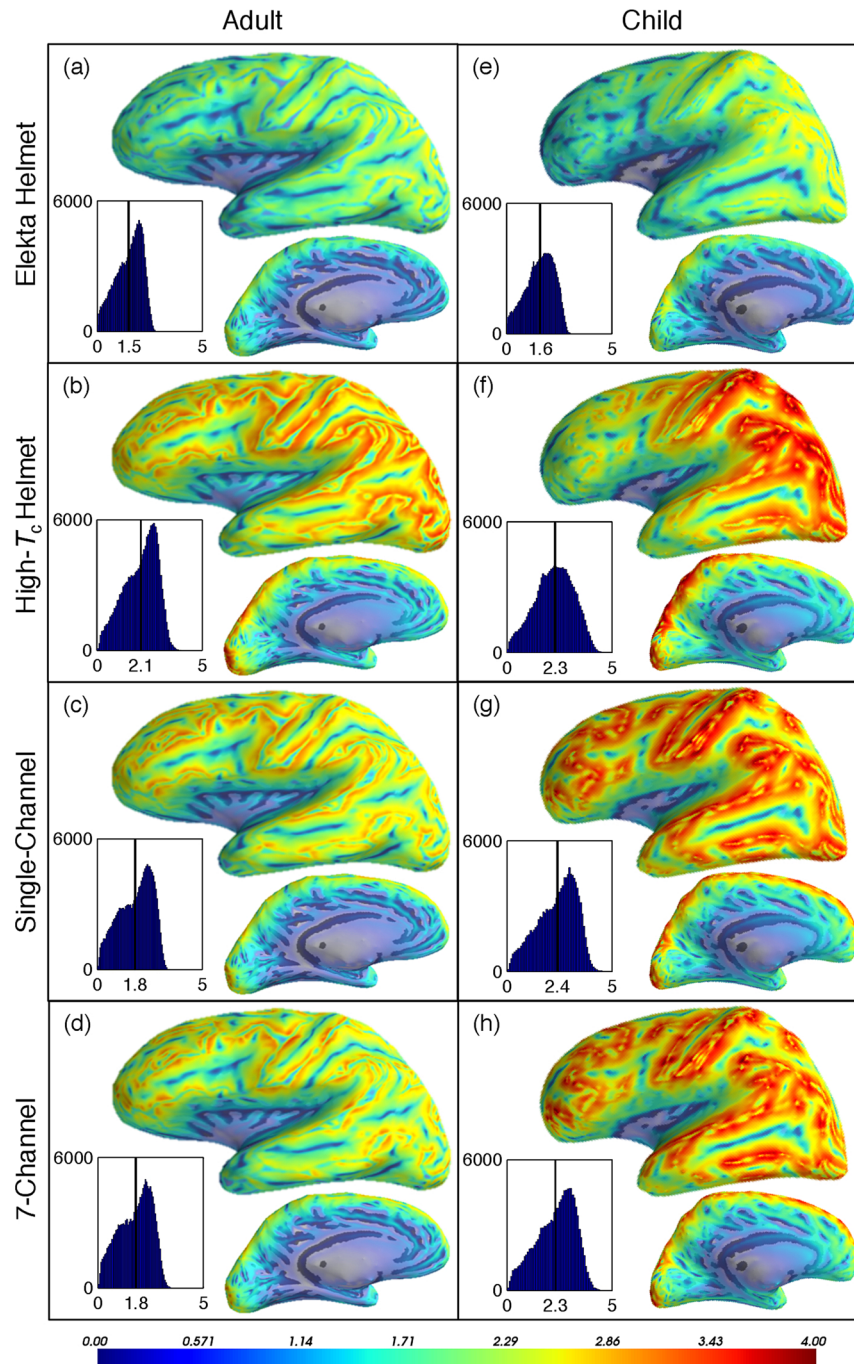 Adult
Child
Elekta Helmet
(a)
6000
0
0 1.5 5
(e)
6000
0
0 1.6 5
High-Tc Helmet
(b)
6000
0
0 2.1 5
(f)
6000
0
0 2.3 5
Single-Channel
(c)
6000
0
0 1.8 5
(g)
6000
0
0 2.4 5
7-Channel
(d)
6000
0
0 1.8 5
(h)
6000
0
0 2.3 5
0.00 0.571 1.14 1.71 2.29 2.86 3.43 4.00